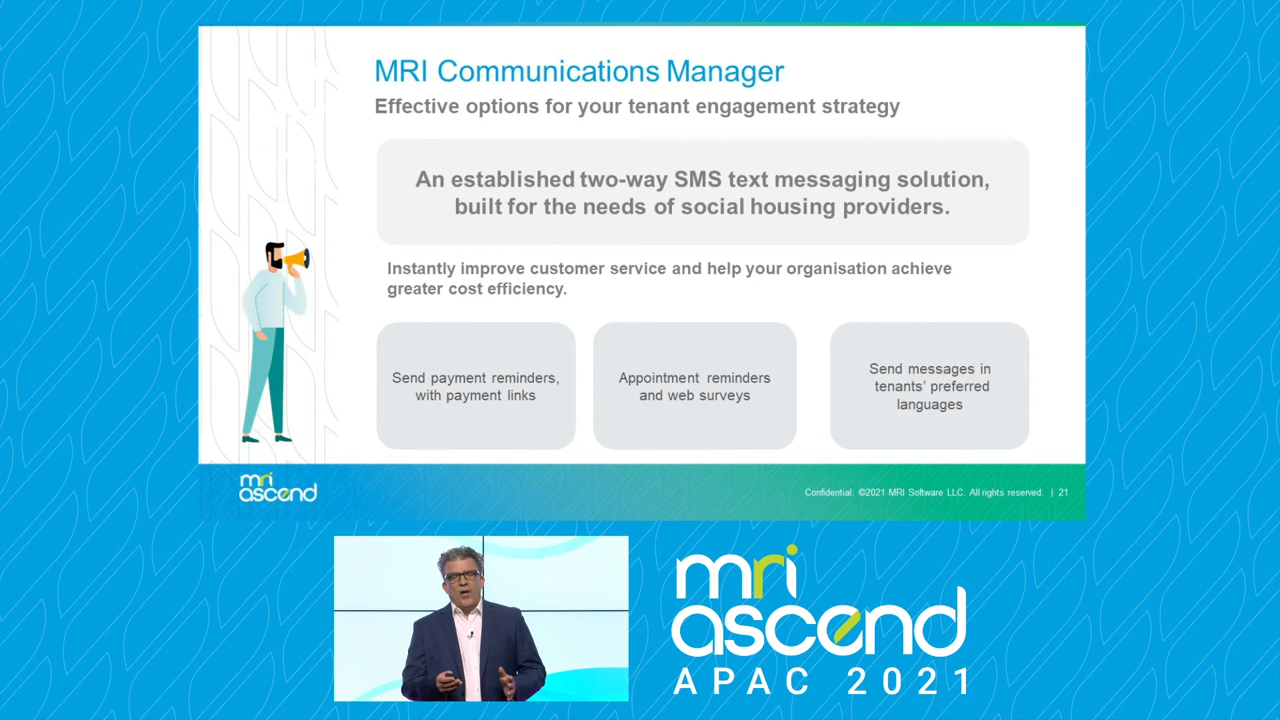 MRI Communications Manager
Effective options for your tenant engagement strategy
An established two-way SMS text messaging solution,
built for the needs of social housing providers.
Instantly improve customer service and help your organisation achieve
greater cost efficiency.
Send payment reminders,
with payment links
Appointment reminders
and web surveys
Send messages in
tenants’ preferred
languages
mri
ascend
Confidential. ©2021 MRI Software LLC. All rights reserved. | 21
mri
ascend
APAC 2021